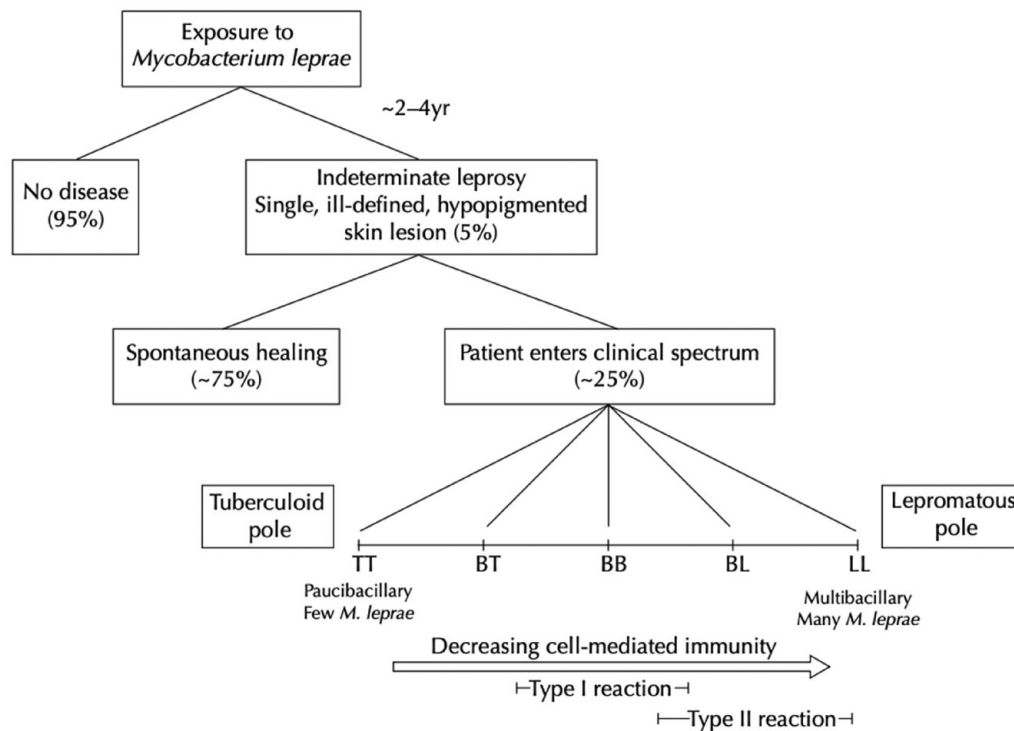 Exposure to
Mycobacterium leprae
~2–4yr
No disease
(95%)
Indeterminate leprosy
Single, ill-defined, hypopigmented
skin lesion (5%)
Spontaneous healing
(~75%)
Patient enters clinical spectrum
(~25%)
Tuberculoid
pole
Lepromatous
pole
TT BT BB BL LL
Paucibacillary
Few M. leprae
Multibacillary
Many M. leprae
Decreasing cell-mediated immunity
Type I reaction
Type II reaction